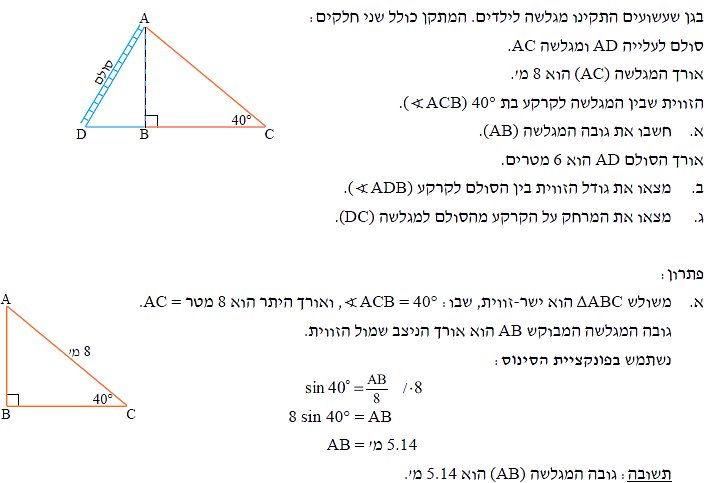 בגן שעשועים התקינו מגלשה לילדים. המתקן כולל שני חלקים:
סולם לעלייה AD ומגלשה AC.
אורך המגלשה (AC) הוא 8 מ'.
הזווית שבין המגלשה לקרקע בת 40° (∢ACB).
א. חשבו את גובה המגלשה (AB).
אורך הסולם AD הוא 6 מטרים.
ב. מצאו את גודל הזווית בין הסולם לקרקע (∢ADB).
ג. מצאו את המרחק על הקרקע מהסולם למגלשה (DC).
A
סולם
40°
D B C
פתרון:
א. משולש ΔABC הוא ישר-זווית, שבו: ∢ACB = 40°, ואורך היתר הוא 8 מטר = AC.
גובה המגלשה המבוקש AB הוא אורך הניצב שמול הזווית.
נשתמש בפונקציית הסינוס:
sin 40° = AB/8 /·8
8 sin 40° = AB
5.14 מ' = AB
תשובה: גובה המגלשה (AB) הוא 5.14 מ'.
A
8 מ'
40°
B C